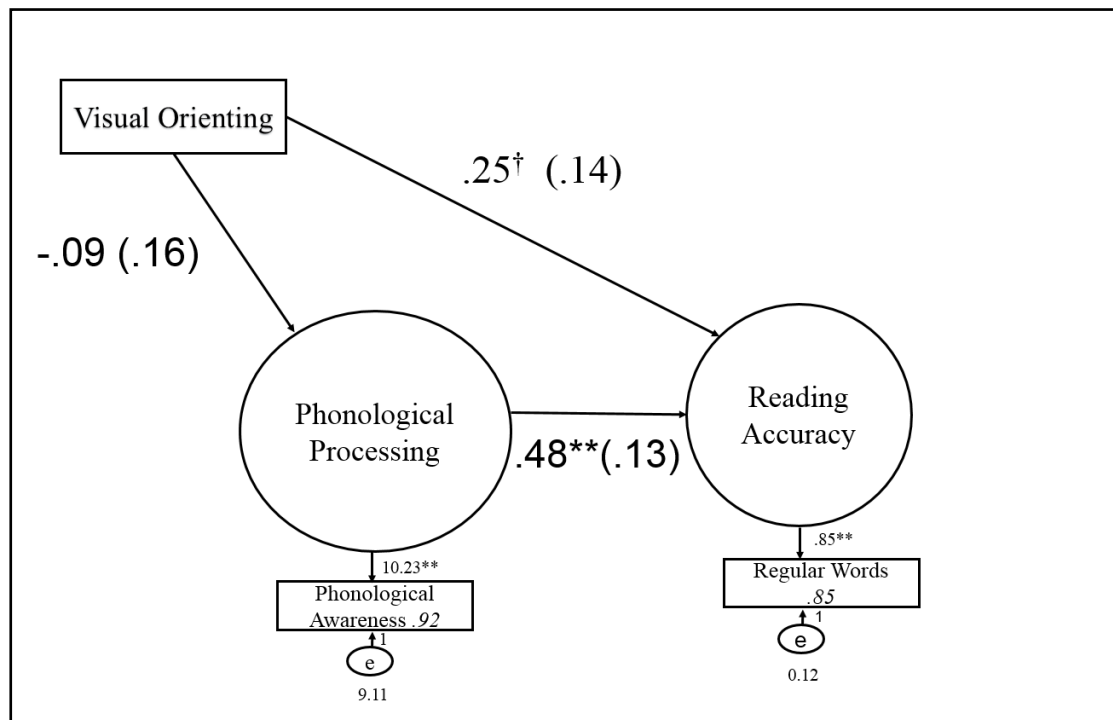 Visual Orienting
.25† (.14)
-.09 (.16)
Phonological
Processing
Reading
Accuracy
.48**(.13)
10.23**
.85**
Phonological
Awareness .92
Regular Words
.85
1
e
9.11
1
e
0.12